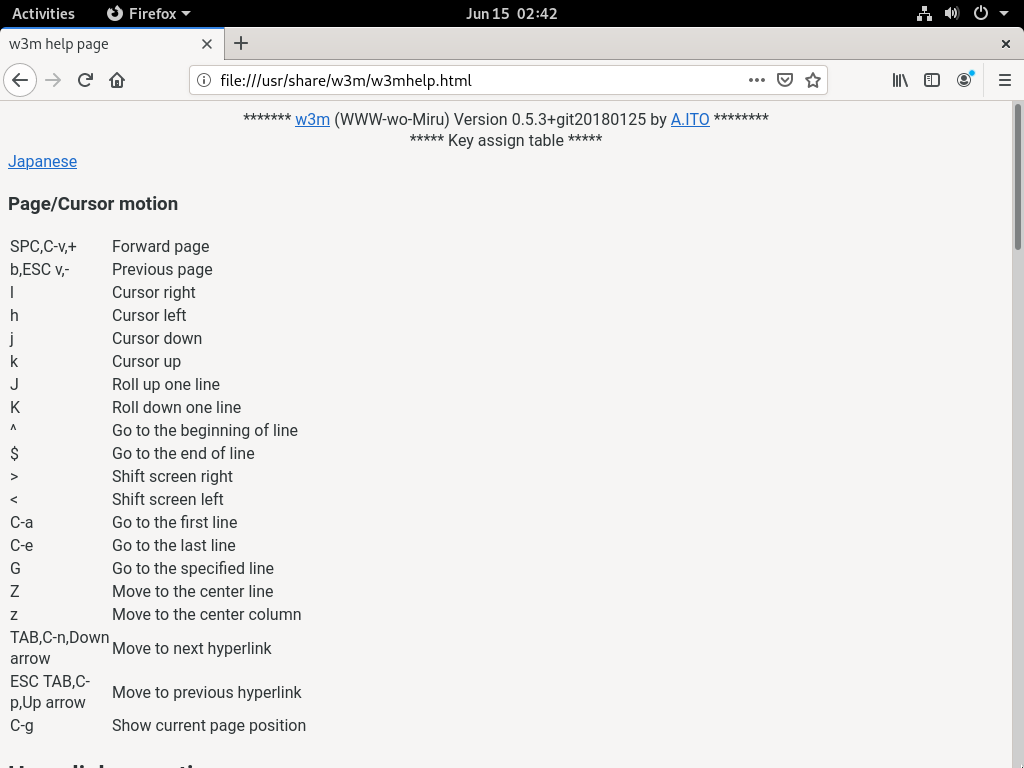 Activities Firefox Jun 15 02:42
w3m help page
file:///usr/share/w3m/w3mhelp.html
******* w3m (WWW-wo-Miru) Version 0.5.3+git20180125 by A.ITO ********
***** Key assign table *****
Japanese
Page/Cursor motion
SPC,C-v,+ Forward page
b,ESC v,- Previous page
l Cursor right
h Cursor left
j Cursor down
k Cursor up
J Roll up one line
K Roll down one line
^ Go to the beginning of line
$ Go to the end of line
> Shift screen right
< Shift screen left
C-a Go to the first line
C-e Go to the last line
G Go to the specified line
Z Move to the center line
z Move to the center column
TAB,C-n,Down
arrow Move to next hyperlink
ESC TAB,C-
p,Up arrow Move to previous hyperlink
C-g Show current page position